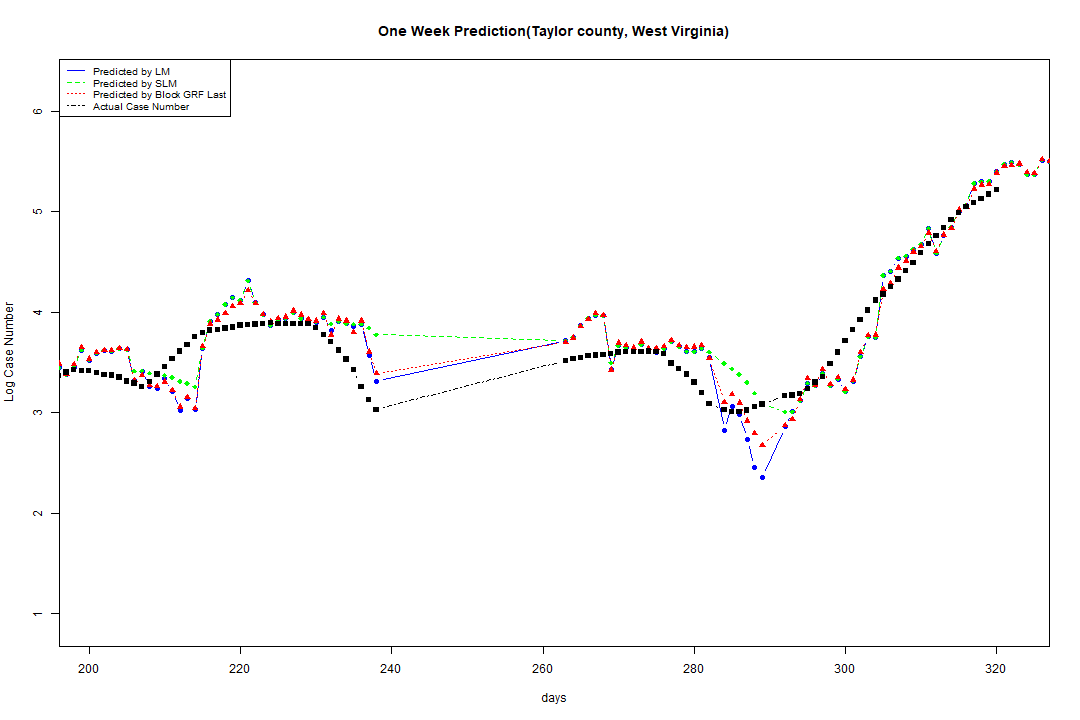 One Week Prediction(Taylor county, West Virginia)
Predicted by LM
Predicted by SLM
Predicted by Block GRF Last
Actual Case Number
Log Case Number
6
5
4
3
2
1
200 220 240 260 280 300 320
days